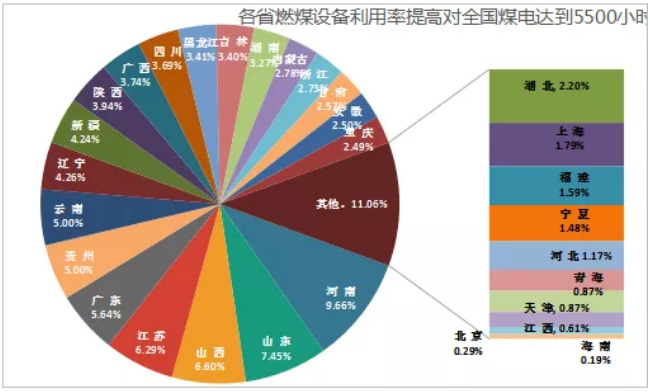 各省燃煤设备利用率提高对全国煤电达到5500小时
黑龙江
3.41%
吉林
3.40%
湖南
3.27%
内蒙古
2.78%
浙江
2.73%
甘肃
2.57%
安徽
2.50%
重庆
2.49%
其他, 11.06%
河南
9.66%
山东
7.45%
山西
6.60%
江苏
6.29%
广东
5.64%
贵州
5.00%
云南
5.00%
辽宁
4.26%
新疆
4.24%
陕西
3.94%
广西
3.74%
四川
3.69%
湖北, 2.20%
上海
1.79%
福建
1.59%
宁夏
1.48%
河北 1.17%
青海
0.87%
天津, 0.87%
江西, 0.61%
北京
0.29%
海南
0.19%